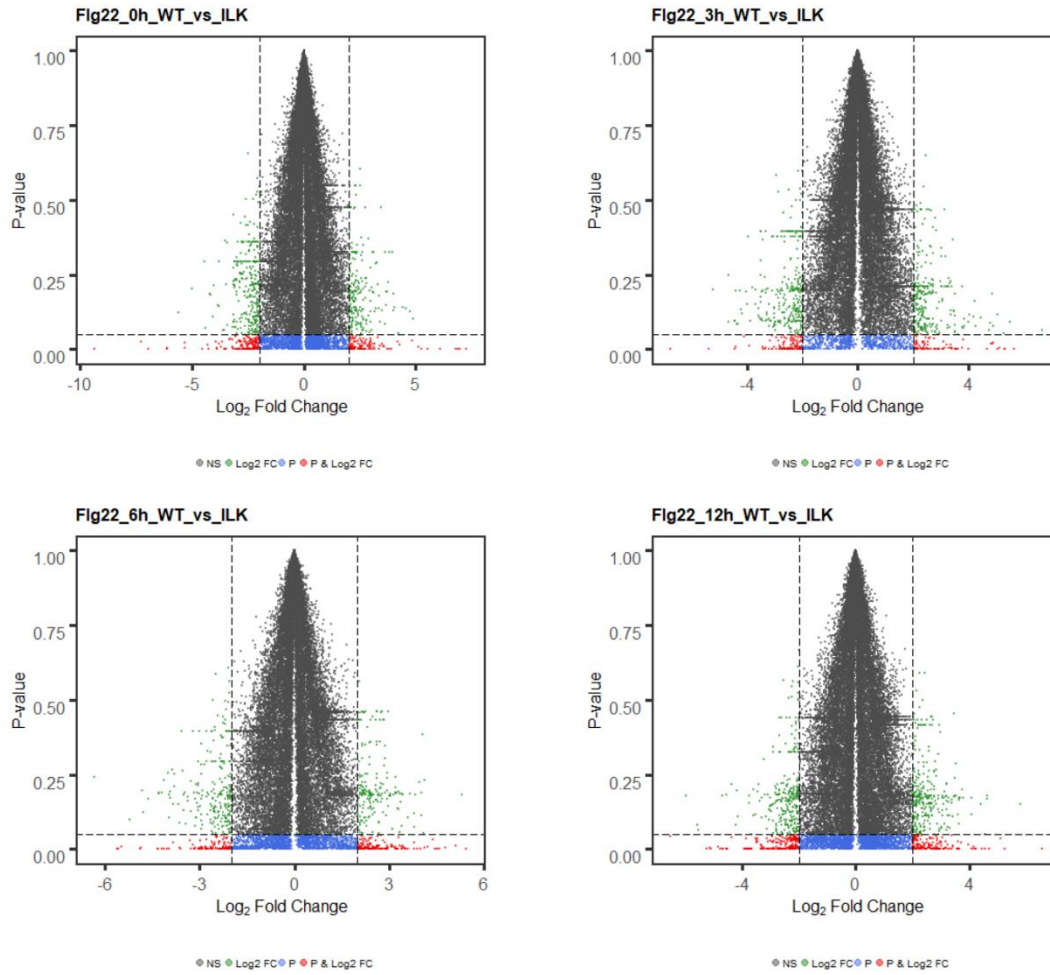 Flg22_0h_WT_vs_ILK
P-value
1.00
0.75
0.50
0.25
0.00
-10
-5
0
5
Log2 Fold Change
NS Log2 FC P P & Log2 FC
Flg22_3h_WT_vs_ILK
P-value
1.00
0.75
0.50
0.25
0.00
-4
0
4
Log2 Fold Change
NS Log2 FC P P & Log2 FC
Flg22_6h_WT_vs_ILK
P-value
1.00
0.75
0.50
0.25
0.00
-6
-3
0
3
6
Log2 Fold Change
NS Log2 FC P P & Log2 FC
Flg22_12h_WT_vs_ILK
P-value
1.00
0.75
0.50
0.25
0.00
-4
0
4
Log2 Fold Change
NS Log2 FC P P & Log2 FC